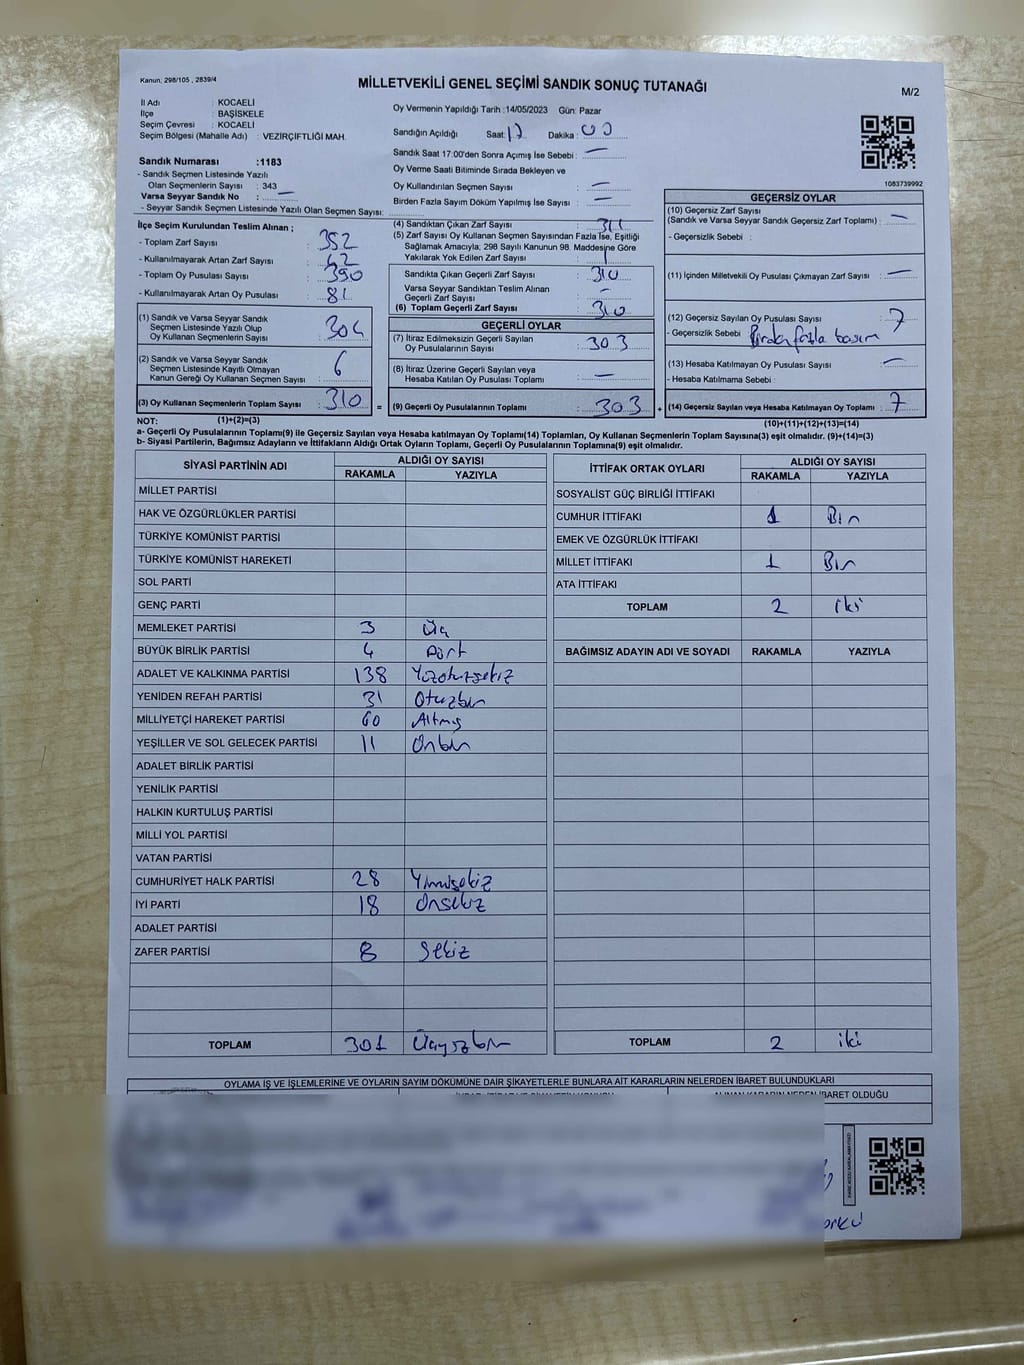 Kanun; 298/105 , 2839/4
MİLLETVEKİLİ GENEL SEÇİMİ SANDIK SONUÇ TUTANAĞI
M/2
İl Adı : KOCAELİ
İlçe : BAŞİSKELE
Seçim Çevresi : KOCAELİ
Seçim Bölgesi (Mahalle Adı) : VEZİRÇİFTLİĞİ MAH.
Sandık Numarası :1183
- Sandık Seçmen Listesinde Yazılı
Olan Seçmenlerin Sayısı : 343
Varsa Seyyar Sandık No : —
- Seyyar Sandık Seçmen Listesinde Yazılı Olan Seçmen Sayısı:
Oy Vermenin Yapıldığı Tarih :14/05/2023 Gün: Pazar
Sandığın Açıldığı Saat: 17 Dakika : 00
Sandık Saat 17:00'den Sonra Açımış İse Sebebi : —
Oy Verme Saati Bitiminde Sırada Bekleyen ve
Oy Kullandırılan Seçmen Sayısı : —
Birden Fazla Sayım Döküm Yapılmış İse Sayısı : —
1083739992
İlçe Seçim Kurulundan Teslim Alınan ;
- Toplam Zarf Sayısı : 352
- Kullanılmayarak Artan Zarf Sayısı : 42
- Toplam Oy Pusulası Sayısı : 390
- Kullanılmayarak Artan Oy Pusulası : 81
(1) Sandık ve Varsa Seyyar Sandık
Seçmen Listesinde Yazılı Olup
Oy Kullanan Seçmenlerin Sayısı : 304
(2) Sandık ve Varsa Seyyar Sandık
Seçmen Listesinde Kayıtlı Olmayan
Kanun Gereği Oy Kullanan Seçmen Sayısı : 6
(3) Oy Kullanan Seçmenlerin Toplam Sayısı : 310
(1)+(2)=(3)
(4) Sandıktan Çıkan Zarf Sayısı : 311
(5) Zarf Sayısı Oy Kullanan Seçmen Sayısından Fazla İse, Eşitliği
Sağlamak Amacıyla; 298 Sayılı Kanunun 98. Maddesine Göre
Yakılarak Yok Edilen Zarf Sayısı : 1
Sandıkta Çıkan Geçerli Zarf Sayısı : 310
Varsa Seyyar Sandıktan Teslim Alınan
Geçerli Zarf Sayısı : —
(6) Toplam Geçerli Zarf Sayısı : 310
GEÇERLİ OYLAR
(7) İtiraz Edilmeksizin Geçerli Sayılan
Oy Pusulalarının Sayısı : 303
(8) İtiraz Üzerine Geçerli Sayılan veya
Hesaba Katılan Oy Pusulası Toplamı : —
= (9) Geçerli Oy Pusulalarının Toplamı : 303
GEÇERSİZ OYLAR
(10) Geçersiz Zarf Sayısı
(Sandık ve Varsa Seyyar Sandık Geçersiz Zarf Toplamı) : —
- Geçersizlik Sebebi :
(11) İçinden Milletvekili Oy Pusulası Çıkmayan Zarf Sayısı : —
(12) Geçersiz Sayılan Oy Pusulası Sayısı : 7
- Geçersizlik Sebebi : Birden fazla basım
(13) Hesaba Katılmayan Oy Pusulası Sayısı : —
- Hesaba Katılmama Sebebi :
+ (14) Geçersiz Sayılan veya Hesaba Katılmayan Oy Toplamı : 7
(10)+(11)+(12)+(13)=(14)
NOT:
a- Geçerli Oy Pusulalarının Toplamı(9) ile Geçersiz Sayılan veya Hesaba katılmayan Oy Toplamı(14) Toplamları, Oy Kullanan Seçmenlerin Toplam Sayısına(3) eşit olmalıdır. (9)+(14)=(3)
b- Siyasi Partilerin, Bağımsız Adayların ve İttifakların Aldığı Ortak Oyların Toplamı, Geçerli Oy Pusulalarının Toplamına(9) eşit olmalıdır.
SİYASİ PARTİNİN ADI ALDIĞI OY SAYISI
RAKAMLA YAZIYLA
MİLLET PARTİSİ
HAK VE ÖZGÜRLÜKLER PARTİSİ
TÜRKİYE KOMÜNİST PARTİSİ
TÜRKİYE KOMÜNİST HAREKETİ
SOL PARTİ
GENÇ PARTİ
MEMLEKET PARTİSİ 3 Üç
BÜYÜK BİRLİK PARTİSİ 4 Dört
ADALET VE KALKINMA PARTİSİ 138 Yüzotuzsekiz
YENİDEN REFAH PARTİSİ 31 Otuzbir
MİLLİYETÇİ HAREKET PARTİSİ 60 Altmış
YEŞİLLER VE SOL GELECEK PARTİSİ 11 Onbir
ADALET BİRLİK PARTİSİ
YENİLİK PARTİSİ
HALKIN KURTULUŞ PARTİSİ
MİLLİ YOL PARTİSİ
VATAN PARTİSİ
CUMHURİYET HALK PARTİSİ 28 Yirmisekiz
İYİ PARTİ 18 Onsekiz
ADALET PARTİSİ
ZAFER PARTİSİ 8 Sekiz
TOPLAM 301 Üçyüzbir
İTTİFAK ORTAK OYLARI ALDIĞI OY SAYISI
RAKAMLA YAZIYLA
SOSYALİST GÜÇ BİRLİĞİ İTTİFAKI
CUMHUR İTTİFAKI 1 Bir
EMEK VE ÖZGÜRLÜK İTTİFAKI
MİLLET İTTİFAKI 1 Bir
ATA İTTİFAKI
TOPLAM 2 iki
BAĞIMSIZ ADAYIN ADI VE SOYADI RAKAMLA YAZIYLA
TOPLAM 2 iki
OYLAMA İŞ VE İŞLEMLERİNE VE OYLARIN SAYIM DÖKÜMÜNE DAİR ŞİKAYETLERLE BUNLARA AİT KARARLARIN NELERDEN İBARET BULUNDUKLARI
ALINAN KARARIN NEDEN İBARET OLDUĞU